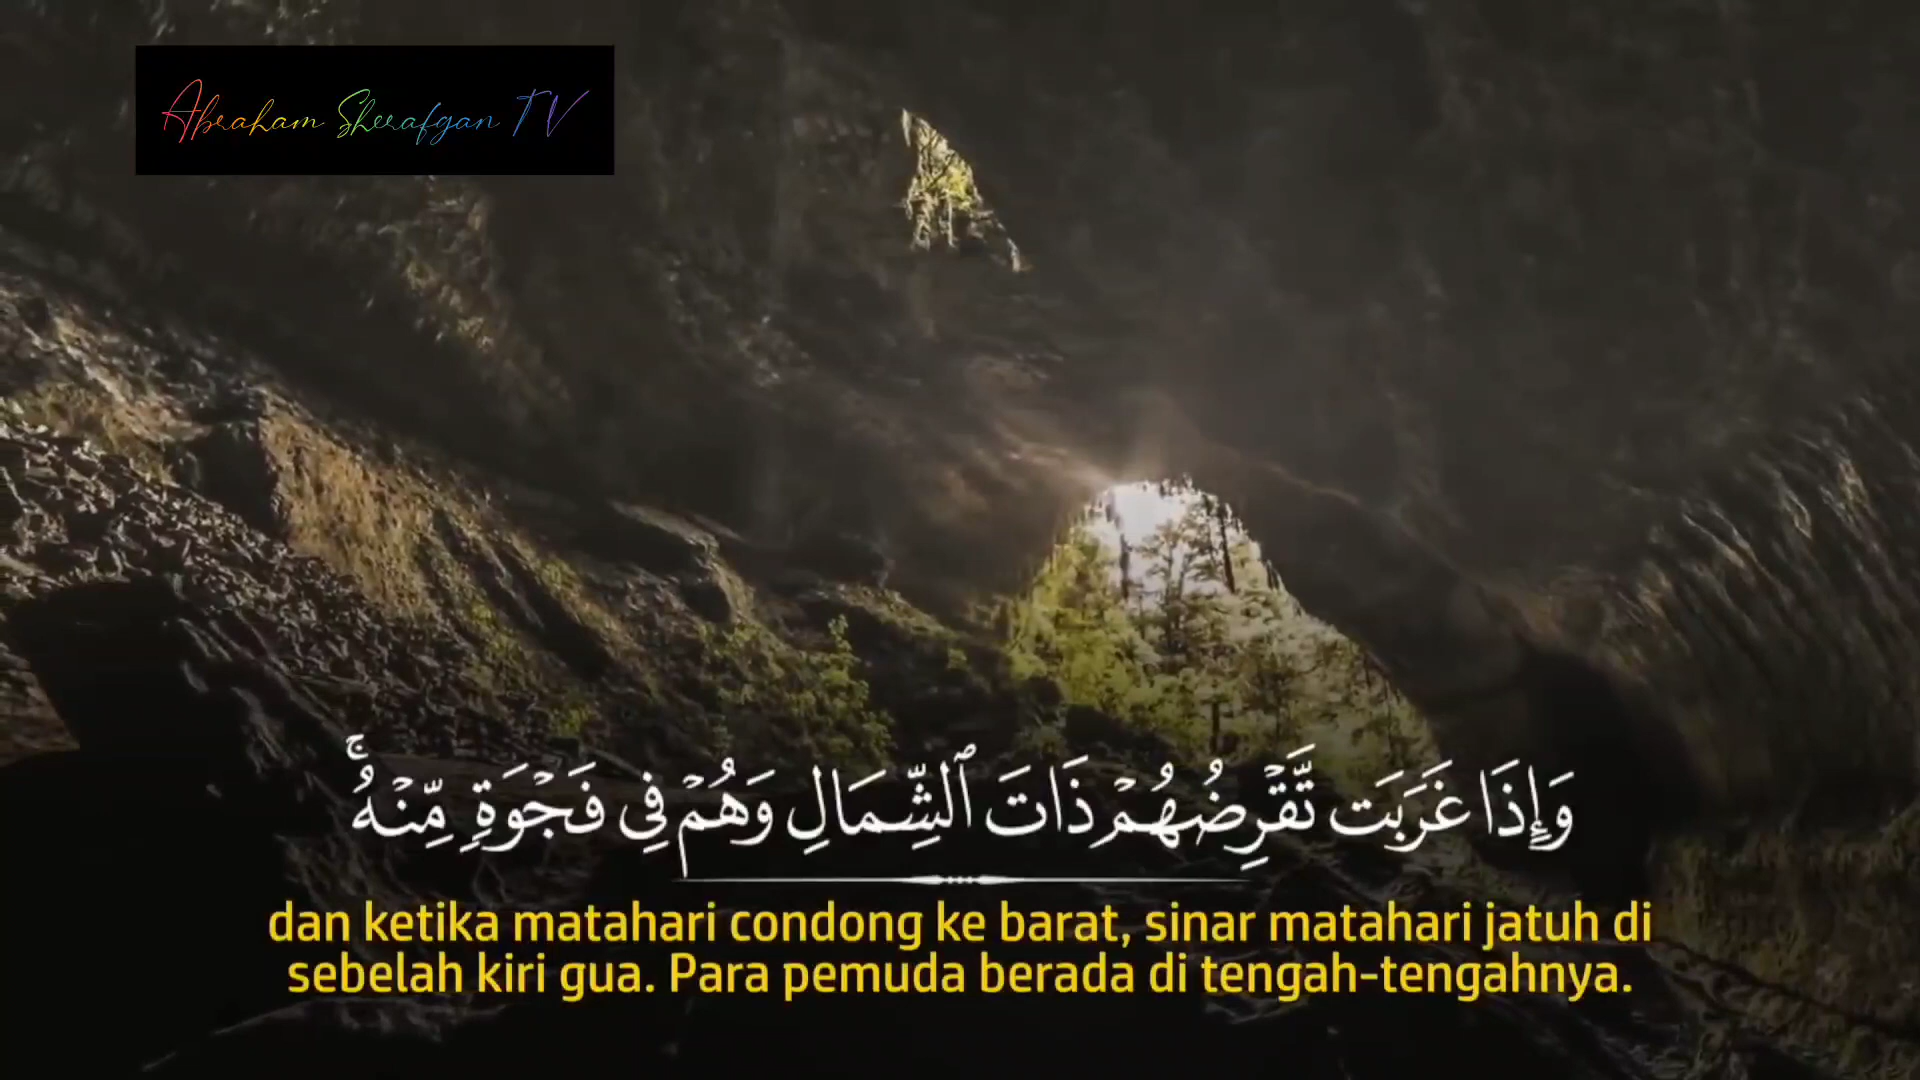 Abraham Sherafgan TV
وَإِذَا غَرَبَت تَّقْرِضُهُمْ ذَاتَ ٱلشِّمَالِ وَهُمْ فِى فَجْوَةٍ مِّنْهُ ۚ
dan ketika matahari condong ke barat, sinar matahari jatuh di
sebelah kiri gua. Para pemuda berada di tengah-tengahnya.